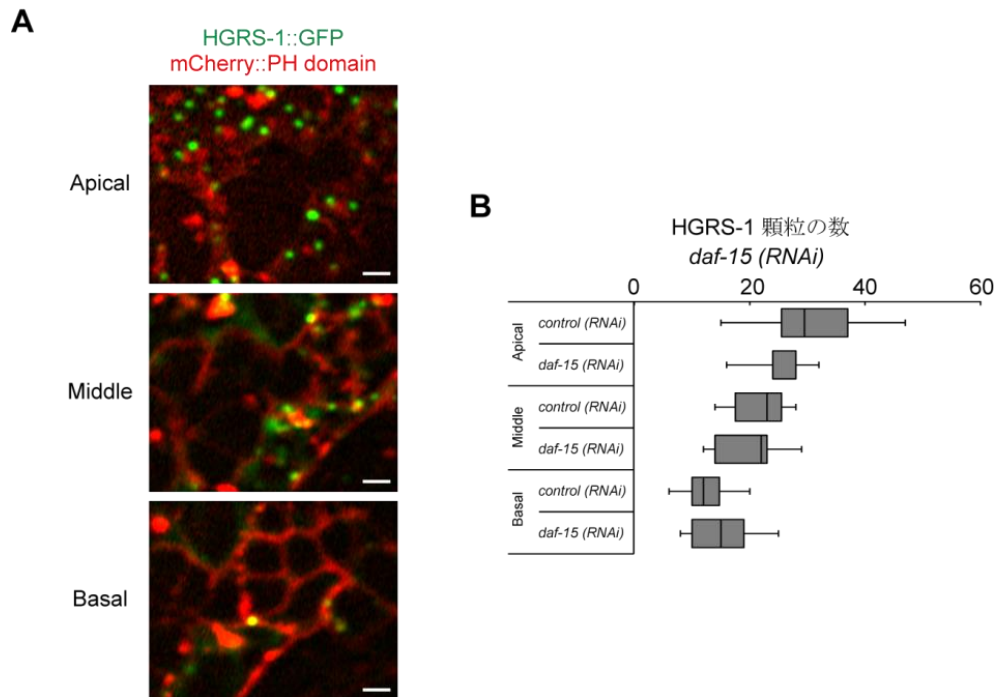 A
HGRS-1::GFP
mCherry::PH domain
Apical
Middle
Basal
B
HGRS-1 顆粒の数
daf-15 (RNAi)
0 20 40 60
Apical
control (RNAi)
daf-15 (RNAi)
Middle
control (RNAi)
daf-15 (RNAi)
Basal
control (RNAi)
daf-15 (RNAi)